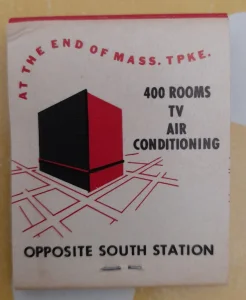 AT THE END OF MASS. TPKE.
400 ROOMS
TV
AIR
CONDITIONING
OPPOSITE SOUTH STATION